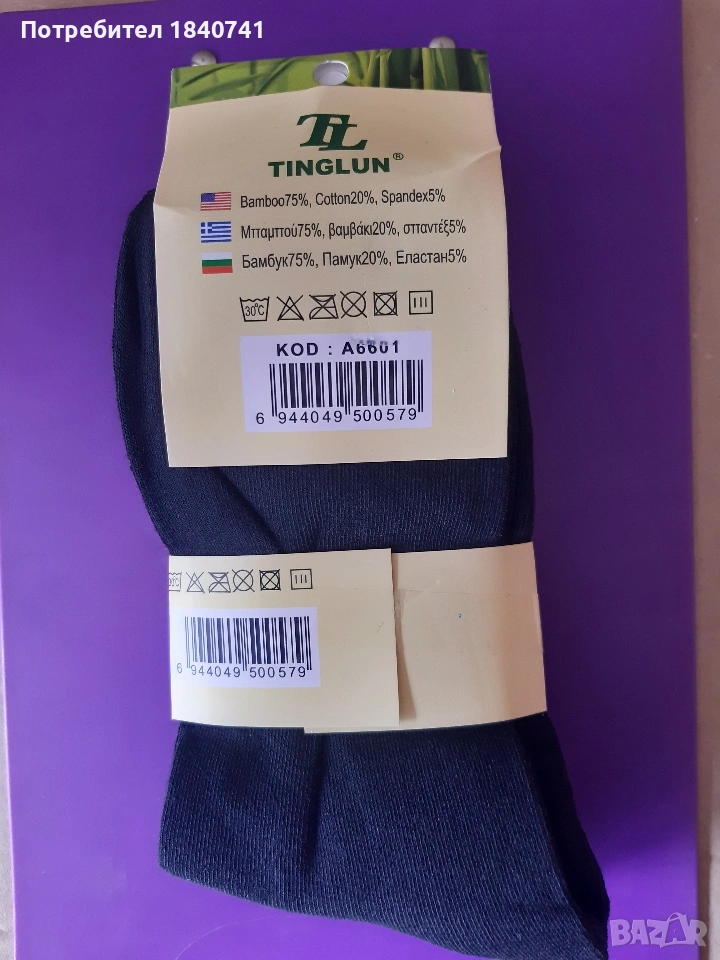 Потребител 1840741
TL
TINGLUN®
Bamboo75%, Cotton20%, Spandex5%
Μπαμπού75%, βαμβάκι20%, σπαντέξ5%
Бамбук75%, Памук20%, Еластан5%
30°C
KOD : A6601
6 944049 500579
6 944049 500579
BAZAR